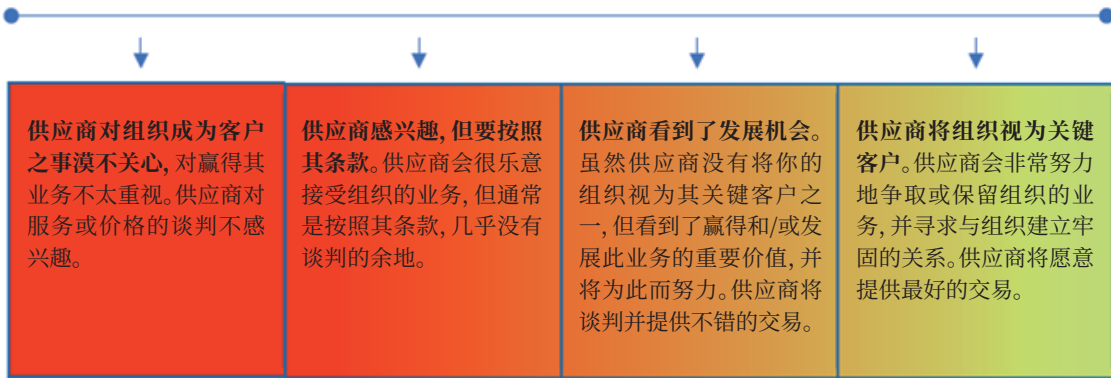 供应商对组织成为客户
之事漠不关心, 对赢得其
业务不太重视。供应商对
服务或价格的谈判不感
兴趣。
供应商感兴趣, 但要按照
其条款。供应商会很乐意
接受组织的业务, 但通常
是按照其条款, 几乎没有
谈判的余地。
供应商看到了发展机会。
虽然供应商没有将你的
组织视为其关键客户之
一, 但看到了赢得和/或发
展此业务的重要价值, 并
将为此而努力。供应商将
谈判并提供不错的交易。
供应商将组织视为关键
客户。供应商会非常努力
地争取或保留组织的业
务, 并寻求与组织建立牢
固的关系。供应商将愿意
提供最好的交易。